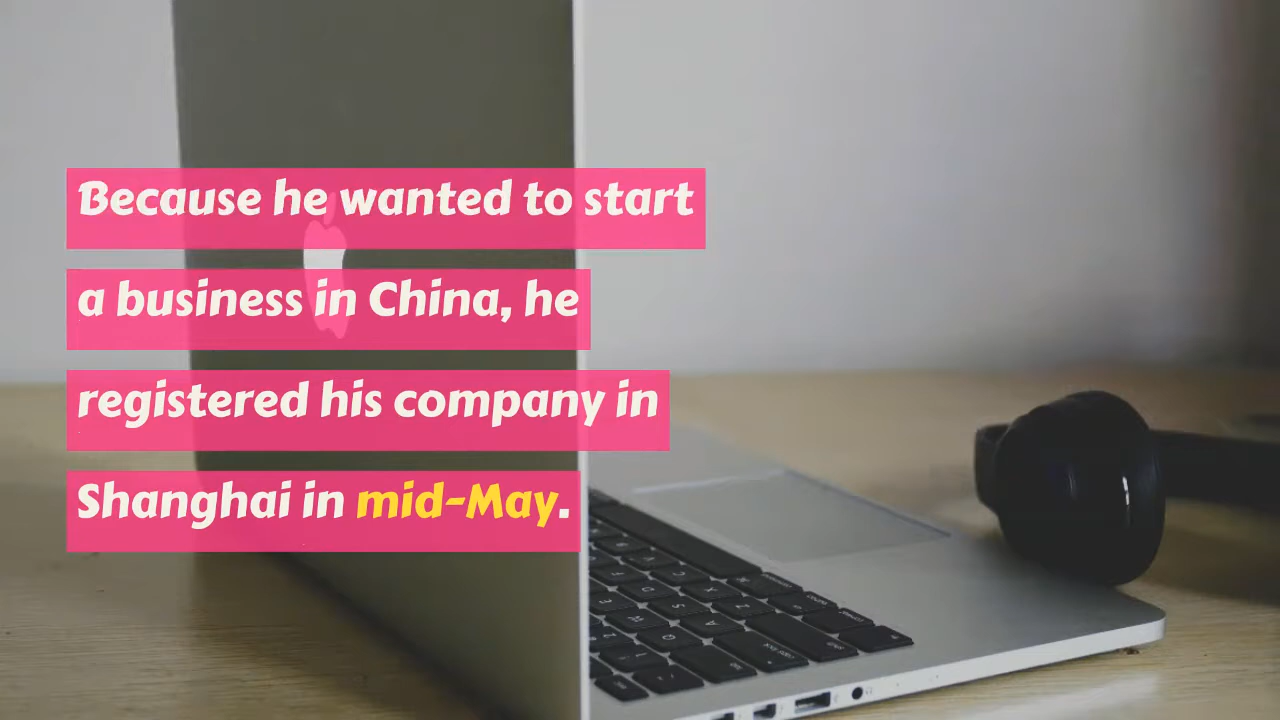 Because he wanted to start
a business in China, he
registered his company in
Shanghai in mid-May.